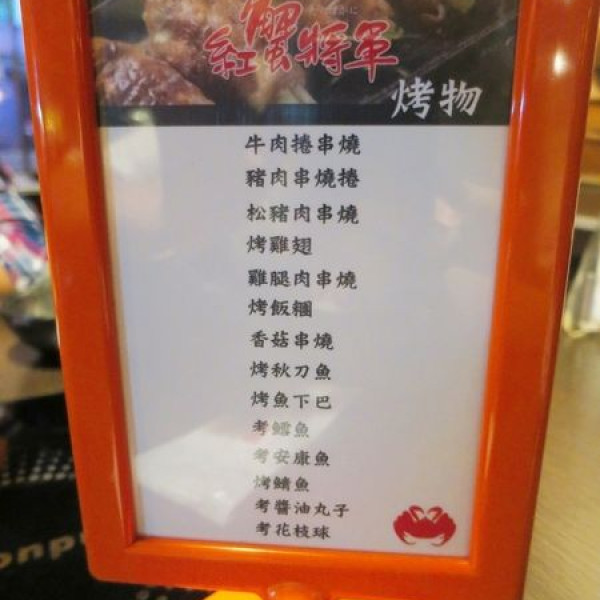 紅蟹將軍
烤物
牛肉捲串燒
豬肉串燒捲
松豬肉串燒
烤雞翅
雞腿肉串燒
烤飯糰
香菇串燒
烤秋刀魚
烤魚下巴
考鱈魚
考安康魚
烤鯖魚
考醬油丸子
考花枝球
onp